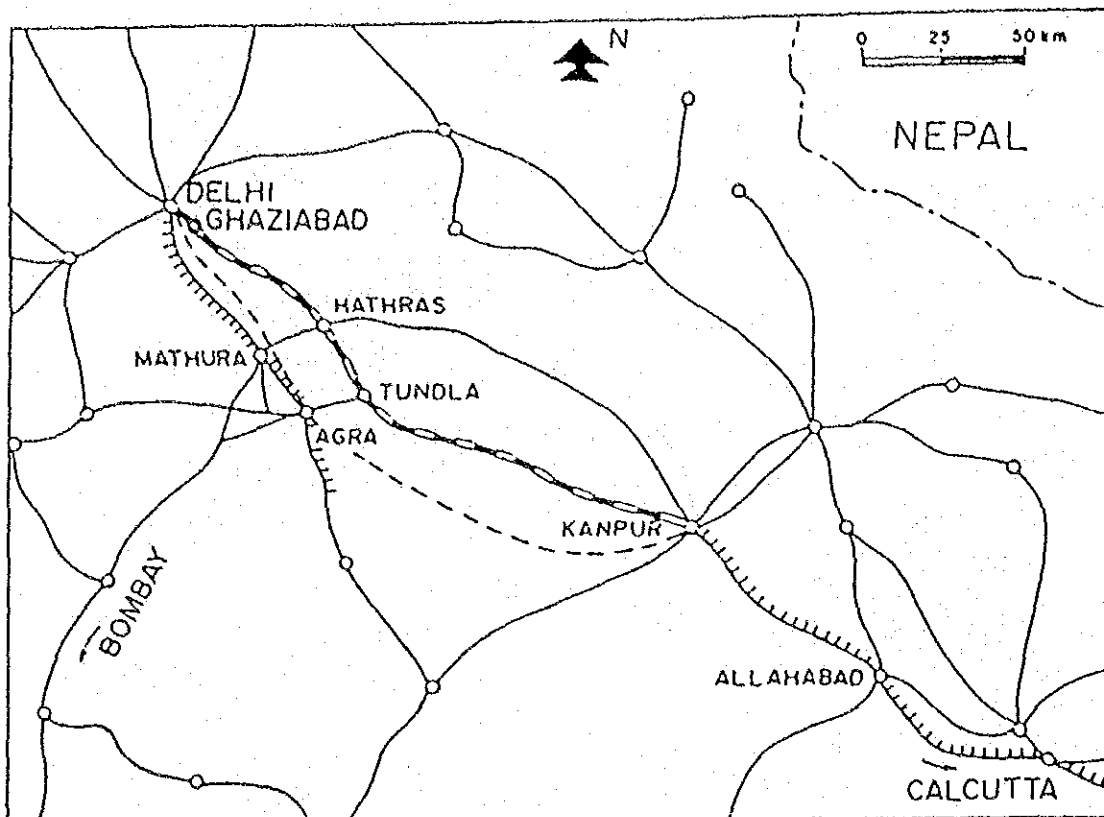 N
0 25 50 km
NEPAL
DELHI
GHAZIABAD
HATHRAS
MATHURA
TUNDLA
AGRA
KANPUR
BOMBAY
ALLAHABAD
CALCUTTA